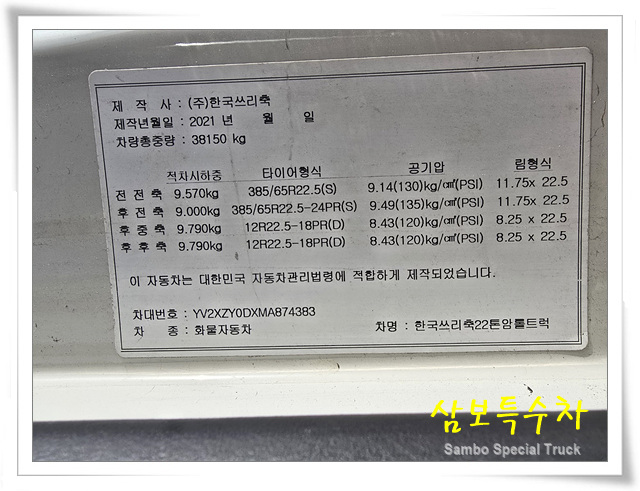 제 작 사 : (주)한국쓰리축
제작년월일 : 2021 년 월 일
차량총중량 : 38150 kg
적차시하중 타이어형식 공기압 림형식
전 전 축 9.570kg 385/65R22.5(S) 9.14(130)kg/㎠(PSI) 11.75x 22.5
후 전 축 9.000kg 385/65R22.5-24PR(S) 9.49(135)kg/㎠(PSI) 11.75x 22.5
후 중 축 9.790kg 12R22.5-18PR(D) 8.43(120)kg/㎠(PSI) 8.25 x 22.5
후 후 축 9.790kg 12R22.5-18PR(D) 8.43(120)kg/㎠(PSI) 8.25 x 22.5
이 자동차는 대한민국 자동차관리법령에 적합하게 제작되었습니다.
차대번호 : YV2XZY0DXMA874383
차 종 : 화물자동차 차명 : 한국쓰리축22톤암롤트럭
삼보특수차
Sambo Special Truck